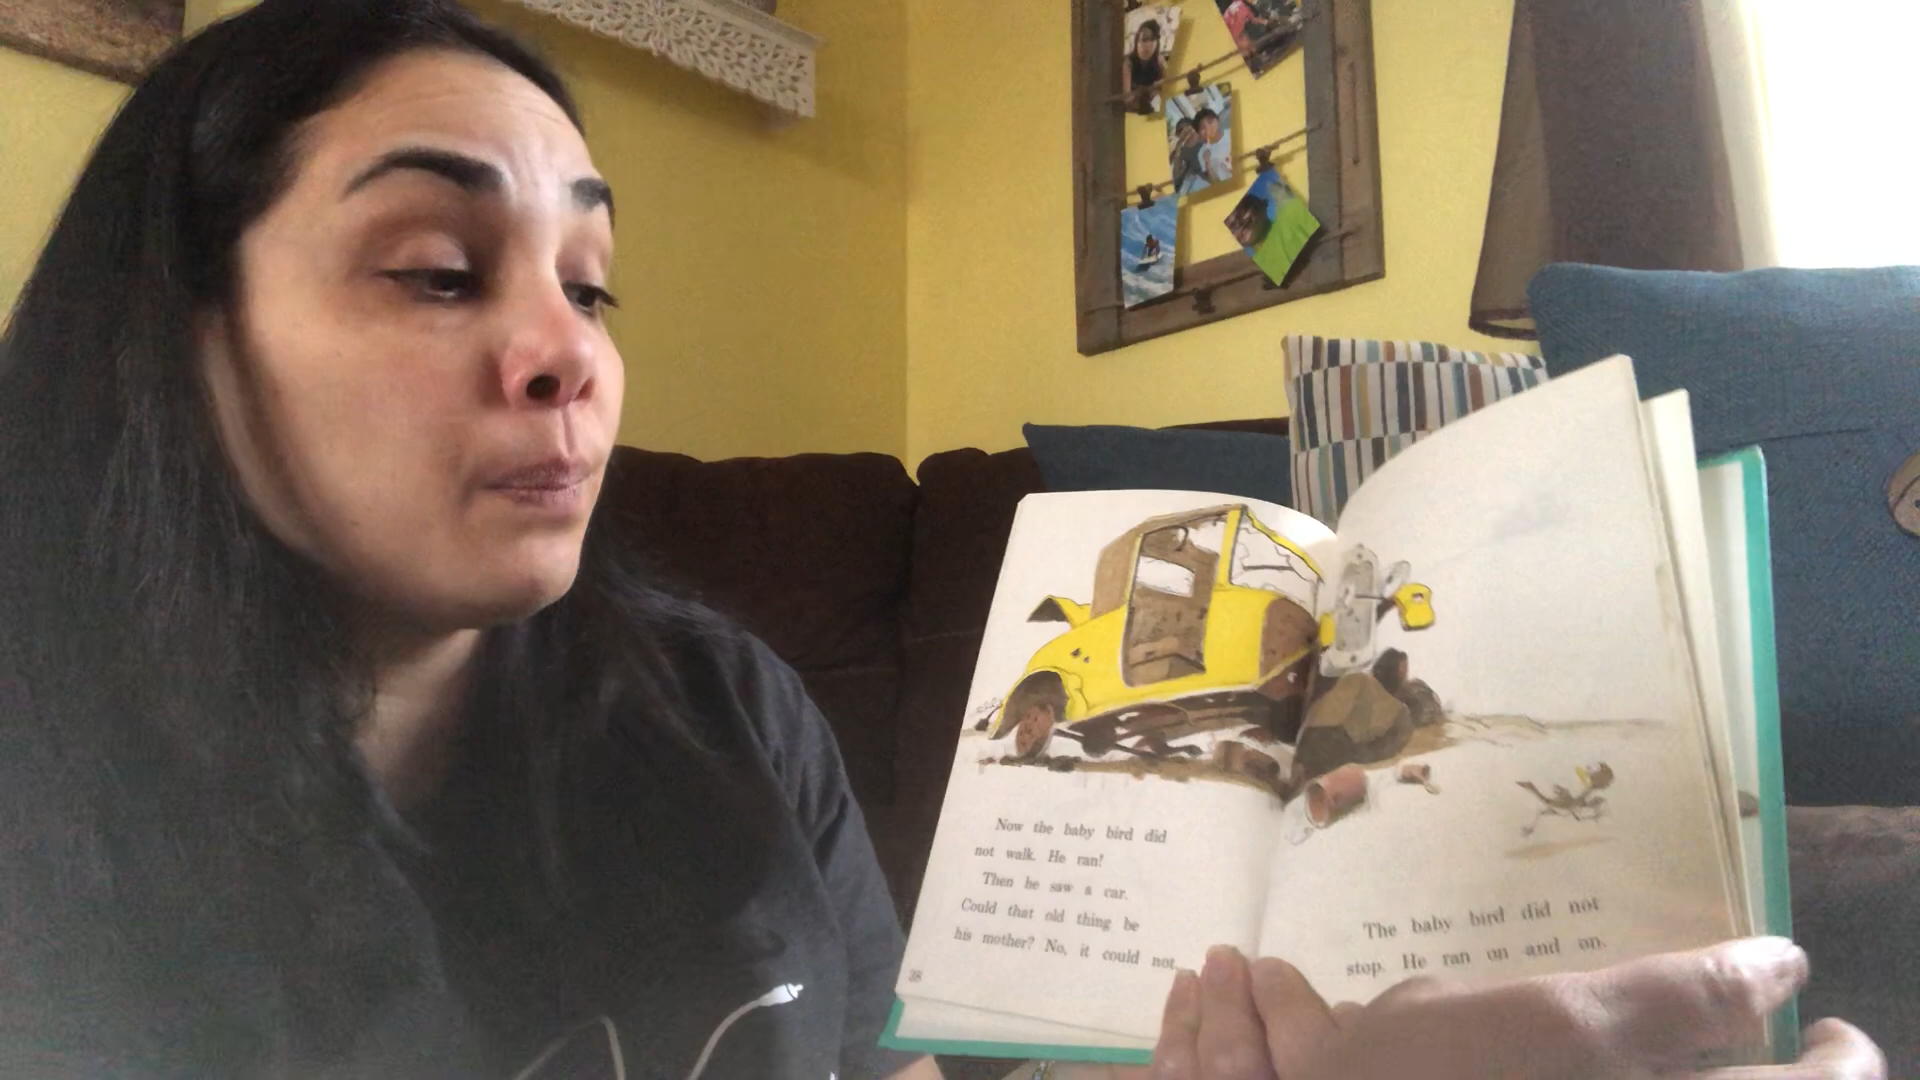 Now the baby bird did
not walk. He ran!
Then he saw a car.
Could that old thing be
his mother? No, it could not.
38
The baby bird did not
stop. He ran on and on.